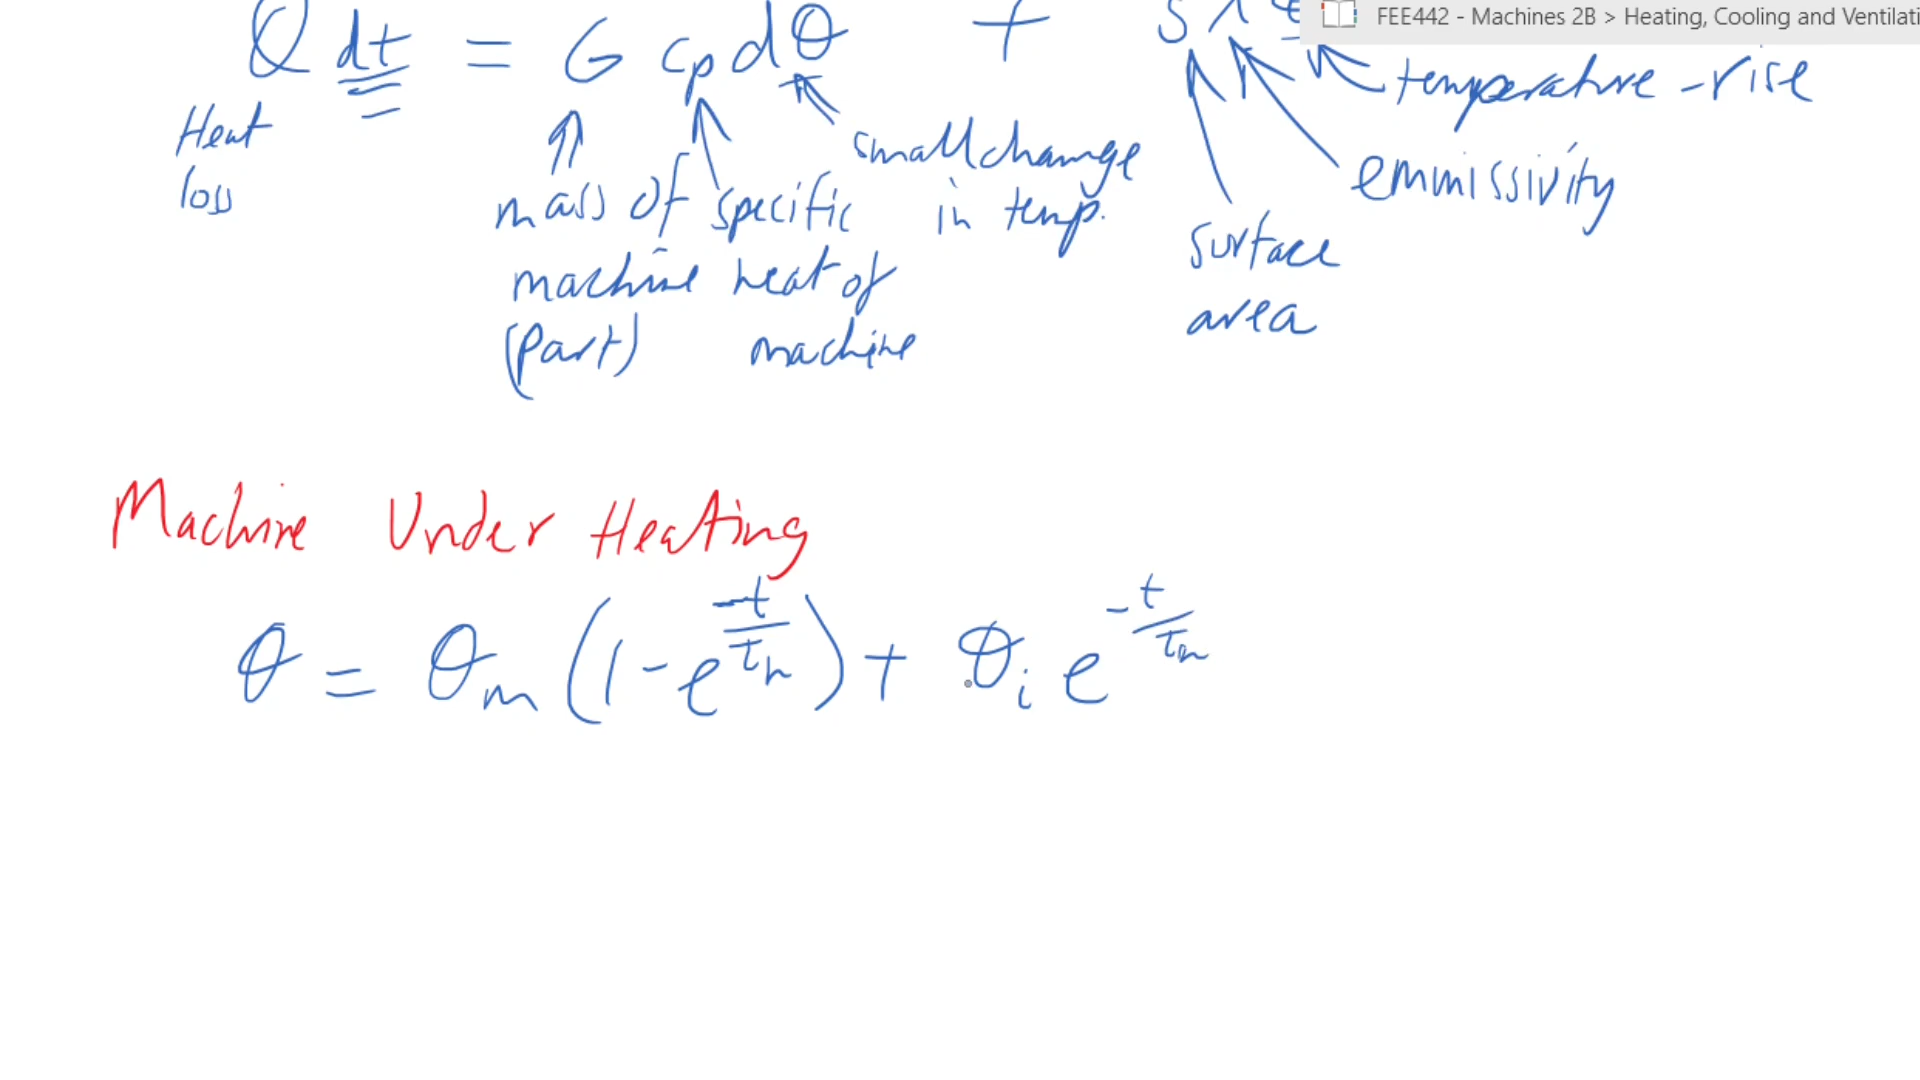 FEE442 - Machines 2B > Heating, Cooling and Ventilati
Q dt = G cp dθ + S λ
Heat loss
mass of machine (part)
specific heat of machine
small change in temp.
surface area
emmissivity
temperature-rise
Machine Under Heating
θ = θm (1 - e^(-t/τh)) + θi e^(-t/τh)